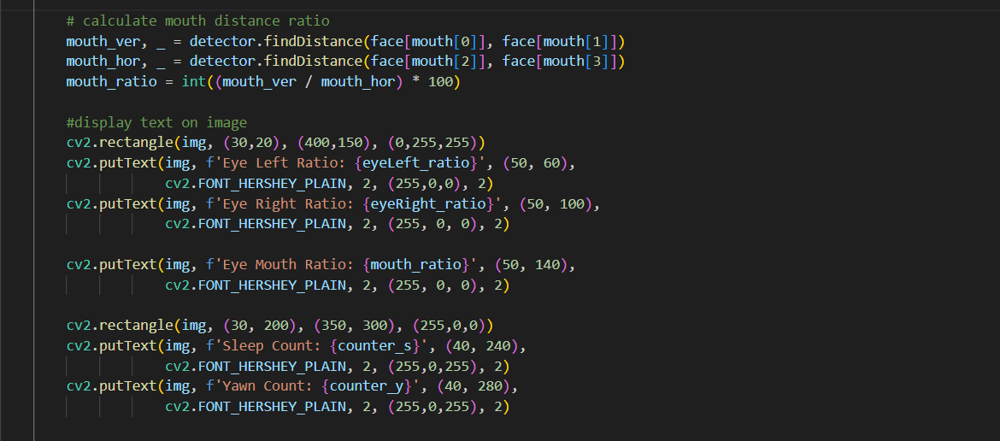 # calculate mouth distance ratio
mouth_ver, _ = detector.findDistance(face[mouth[0]], face[mouth[1]])
mouth_hor, _ = detector.findDistance(face[mouth[2]], face[mouth[3]])
mouth_ratio = int((mouth_ver / mouth_hor) * 100)

#display text on image
cv2.rectangle(img, (30,20), (400,150), (0,255,255))
cv2.putText(img, f'Eye Left Ratio: {eyeLeft_ratio}', (50, 60),
            cv2.FONT_HERSHEY_PLAIN, 2, (255,0,0), 2)
cv2.putText(img, f'Eye Right Ratio: {eyeRight_ratio}', (50, 100),
            cv2.FONT_HERSHEY_PLAIN, 2, (255, 0, 0), 2)

cv2.putText(img, f'Eye Mouth Ratio: {mouth_ratio}', (50, 140),
            cv2.FONT_HERSHEY_PLAIN, 2, (255, 0, 0), 2)

cv2.rectangle(img, (30, 200), (350, 300), (255,0,0))
cv2.putText(img, f'Sleep Count: {counter_s}', (40, 240),
            cv2.FONT_HERSHEY_PLAIN, 2, (255,0,255), 2)
cv2.putText(img, f'Yawn Count: {counter_y}', (40, 280),
            cv2.FONT_HERSHEY_PLAIN, 2, (255,0,255), 2)